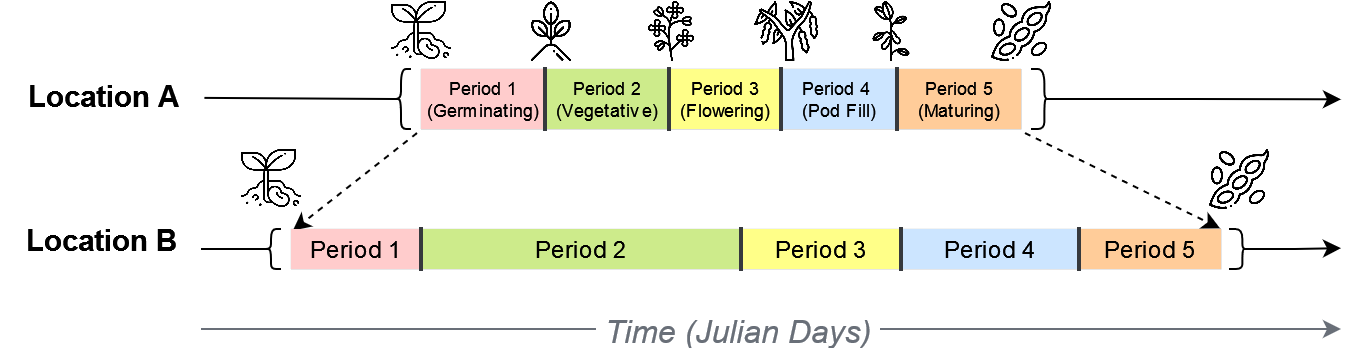 Location A
Period 1
(Germinating)
Period 2
(Vegetative)
Period 3
(Flowering)
Period 4
(Pod Fill)
Period 5
(Maturing)
Location B
Period 1
Period 2
Period 3
Period 4
Period 5
Time (Julian Days)